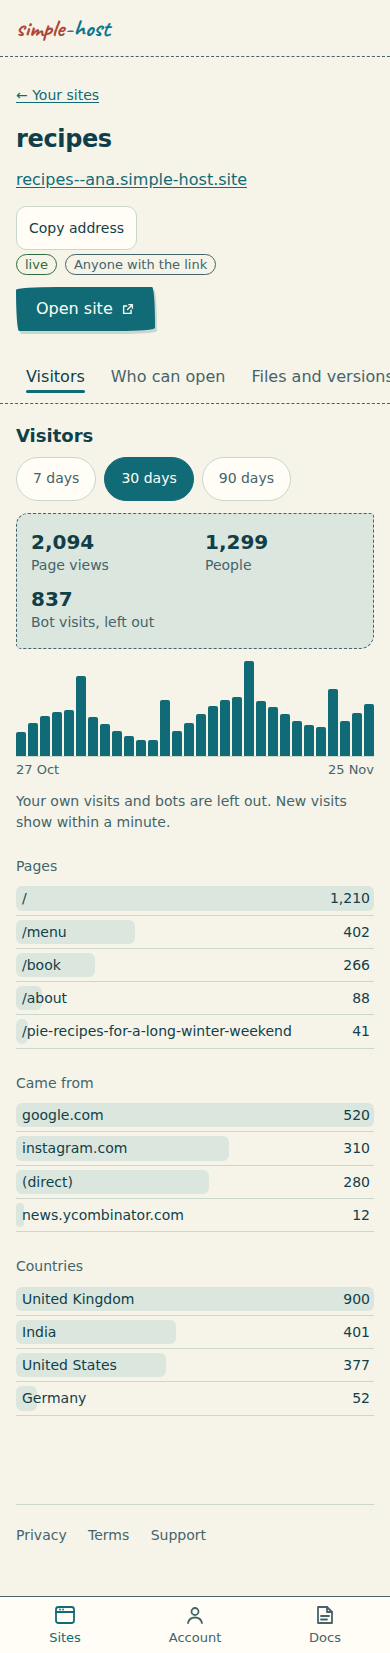 simple-host
← Your sites
recipes
recipes--ana.simple-host.site
Copy address
live Anyone with the link
Open site
Visitors Who can open Files and versions
Visitors
7 days 30 days 90 days
2,094 1,299
Page views People
837
Bot visits, left out
27 Oct 25 Nov
Your own visits and bots are left out. New visits
show within a minute.
Pages
/ 1,210
/menu 402
/book 266
/about 88
/pie-recipes-for-a-long-winter-weekend 41
Came from
google.com 520
instagram.com 310
(direct) 280
news.ycombinator.com 12
Countries
United Kingdom 900
India 401
United States 377
Germany 52
Privacy Terms Support
Sites Account Docs